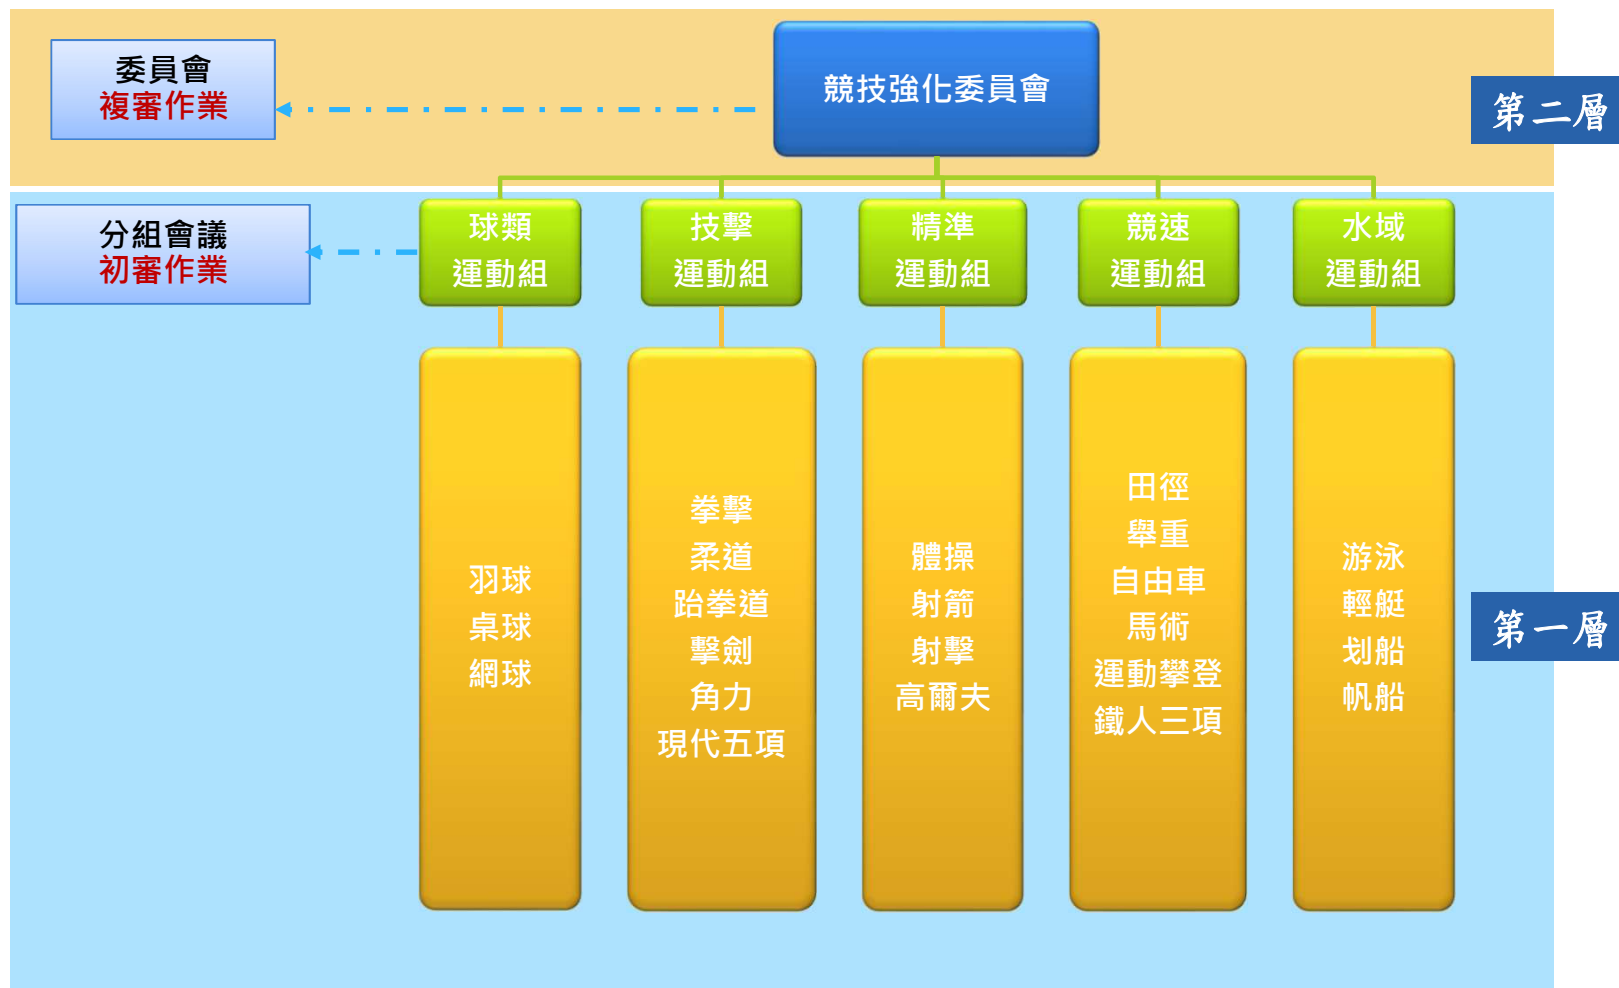 委員會
複審作業
競技強化委員會
第二層
分組會議
初審作業
球類
運動組
技擊
運動組
精準
運動組
競速
運動組
水域
運動組
羽球
桌球
網球
拳擊
柔道
跆拳道
擊劍
角力
現代五項
體操
射箭
射擊
高爾夫
田徑
舉重
自由車
馬術
運動攀登
鐵人三項
游泳
輕艇
划船
帆船
第一層